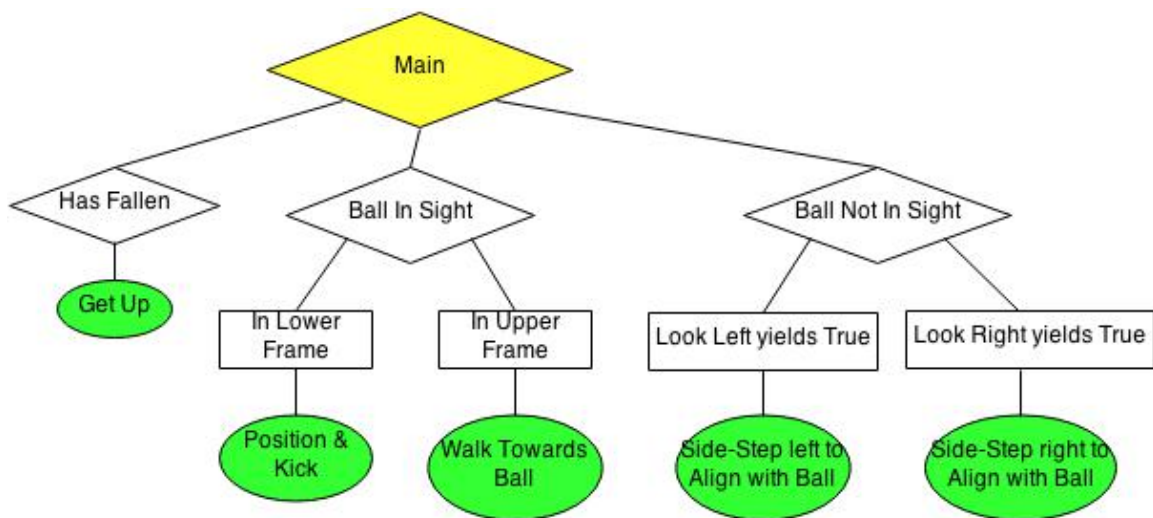 Main
Has Fallen
Ball In Sight
Ball Not In Sight
Get Up
In Lower
Frame
In Upper
Frame
Look Left yields True
Look Right yields True
Position &
Kick
Walk Towards
Ball
Side-Step left to
Align with Ball
Side-Step right to
Align with Ball